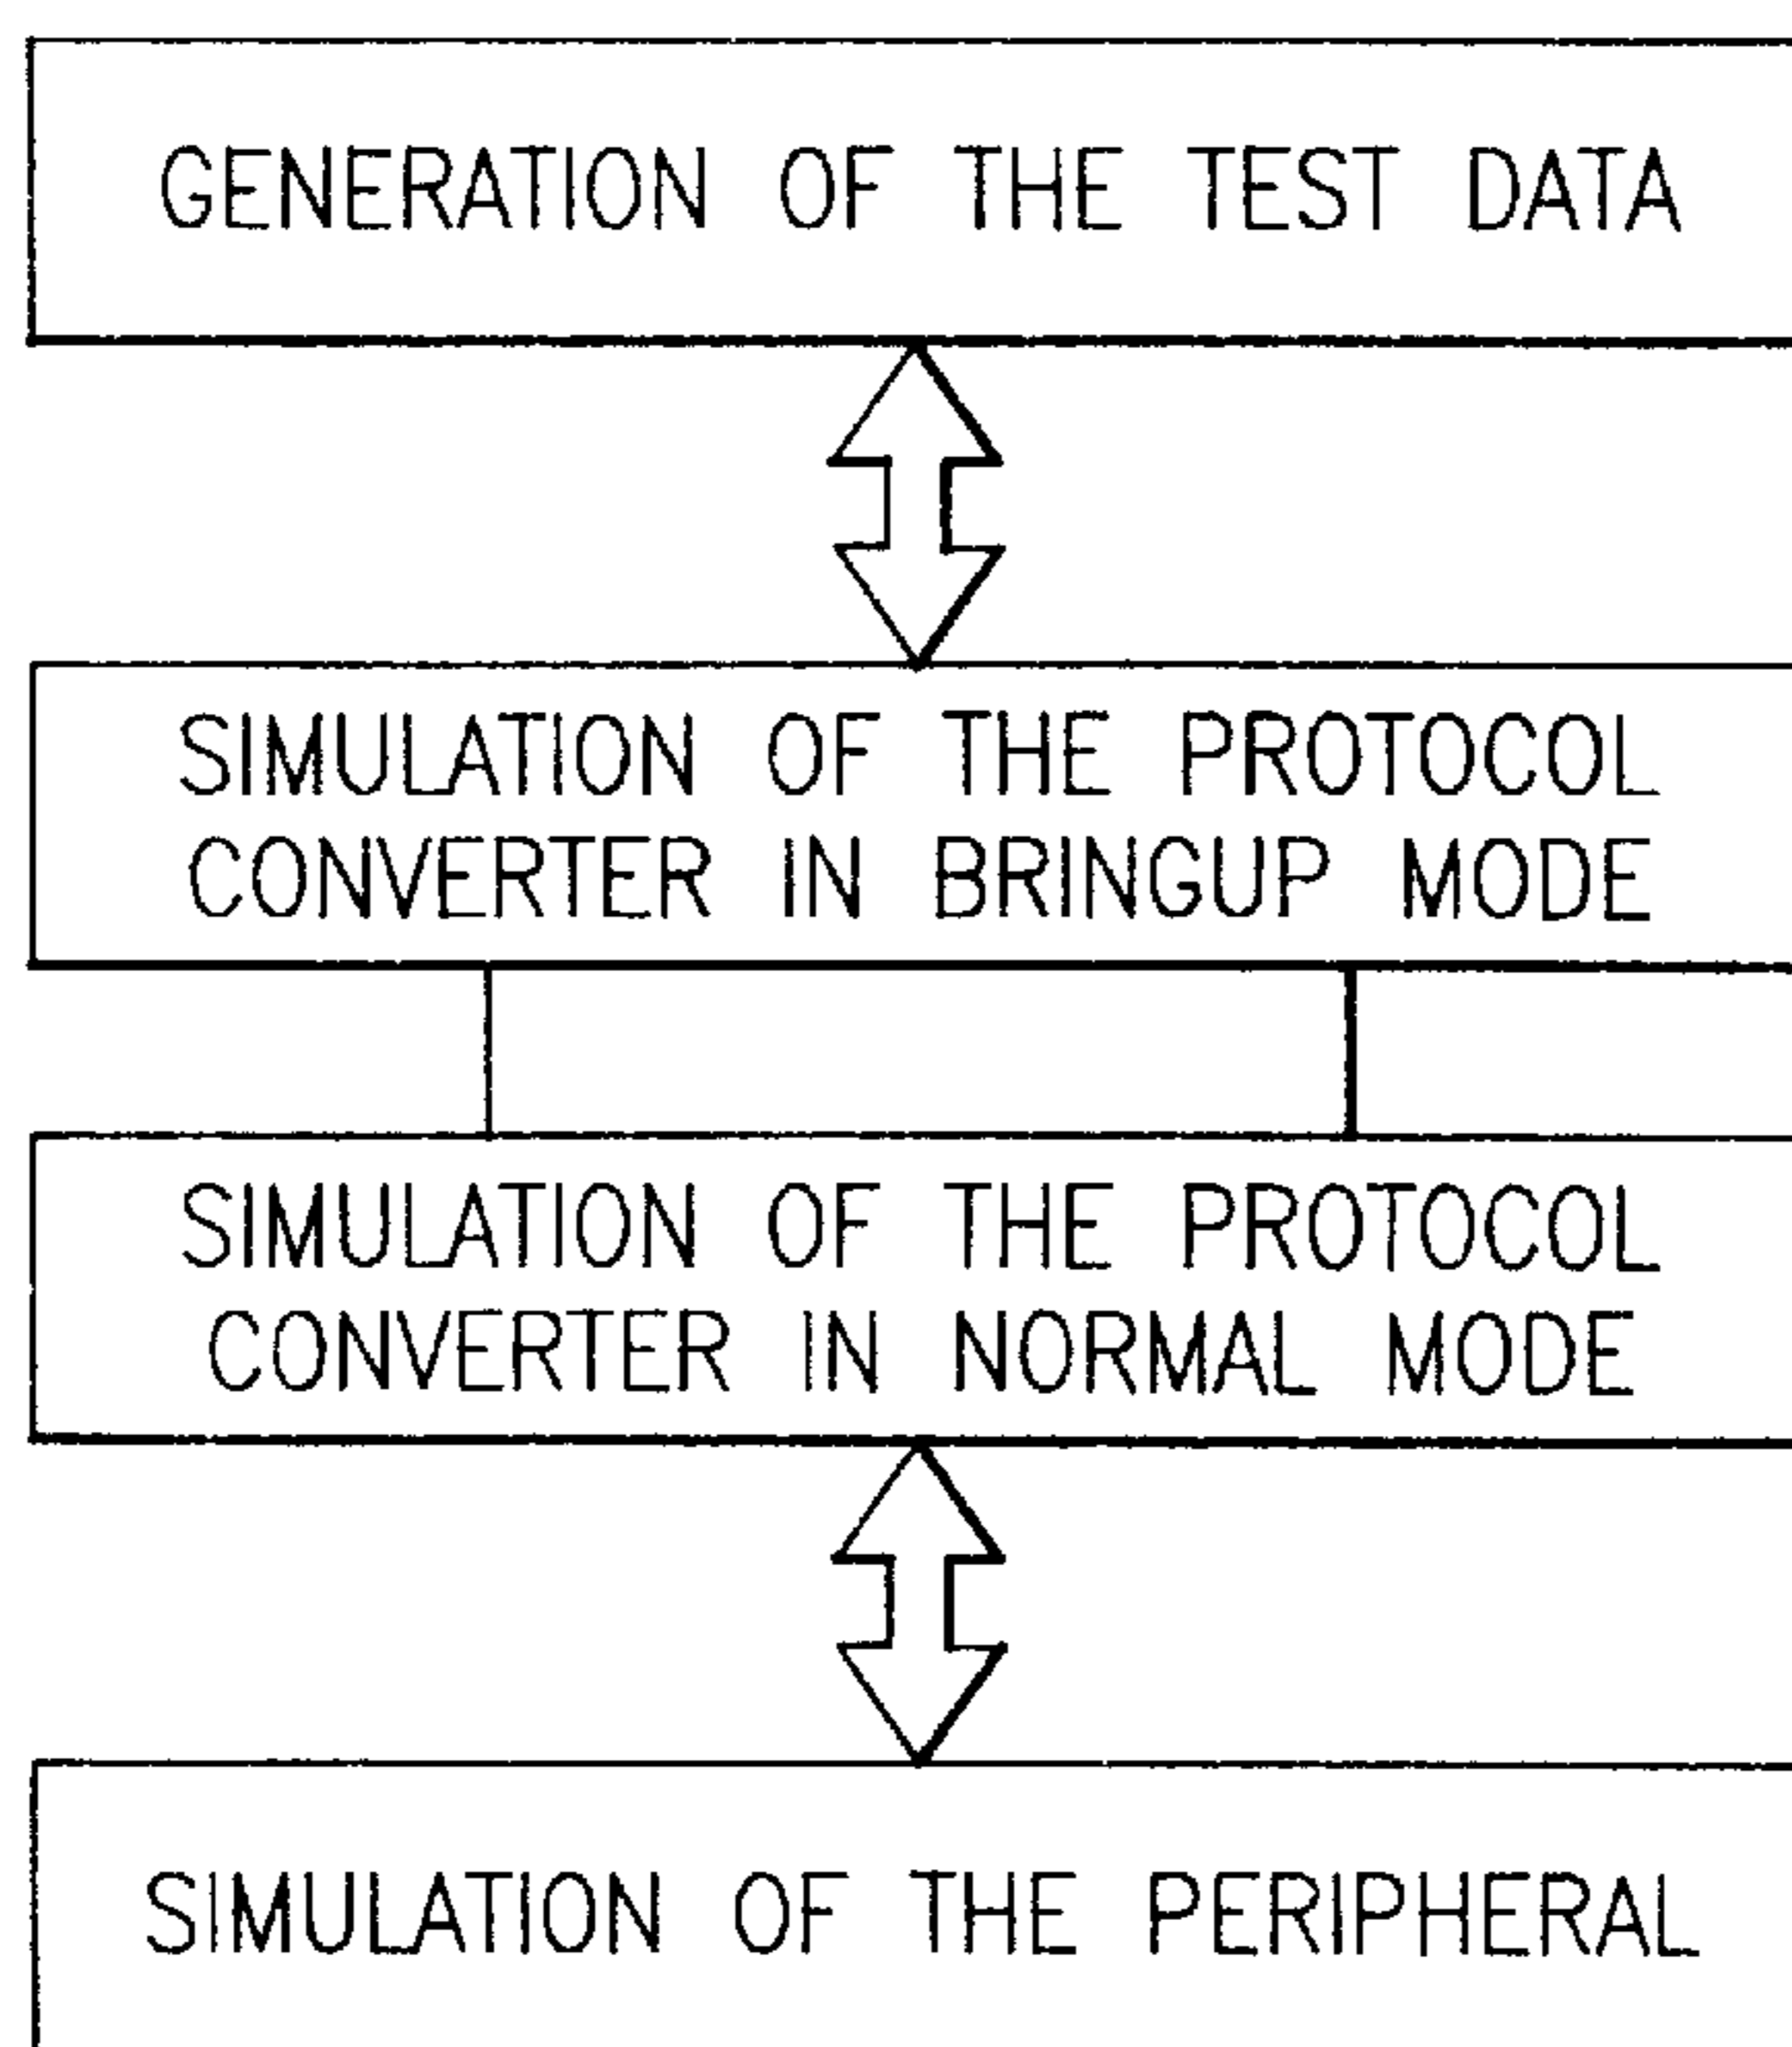 GENERATION OF THE TEST DATA
SIMULATION OF THE PROTOCOL
CONVERTER IN BRINGUP MODE
SIMULATION OF THE PROTOCOL
CONVERTER IN NORMAL MODE
SIMULATION OF THE PERIPHERAL